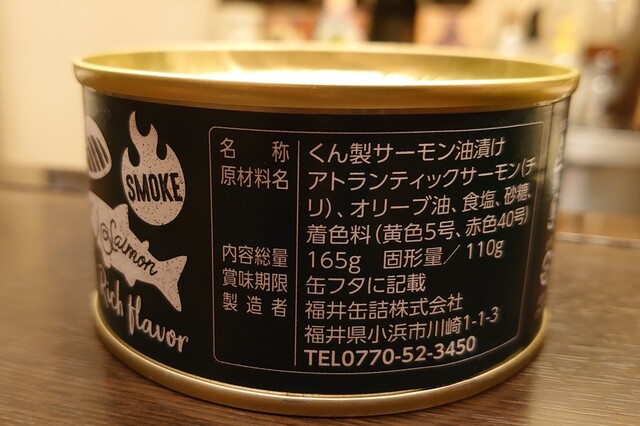 SMOKE
Salmon
Rich flavor
名　称 くん製サーモン油漬け
原材料名 アトランティックサーモン(チ
リ)、オリーブ油、食塩、砂糖、
着色料(黄色5号、赤色40号)
内容総量 165g　固形量／110g
賞味期限 缶フタに記載
製造者 福井缶詰株式会社
福井県小浜市川崎1-1-3
TEL0770-52-3450